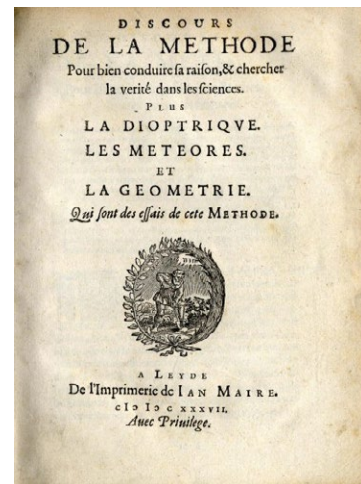 DISCOURS
DE LA METHODE
Pour bien conduire ſa raiſon,& chercher
la verité dans les ſciences.
PLUS
LA DIOPTRIQVE.
LES METEORES.
ET
LA GEOMETRIE.
Qui ſont des eſſais de cete METHODE.
A LEYDE
De l'Imprimerie de IAN MAIRE.
cIↄ Iↄ c XXXVII.
Auec Priuilege.